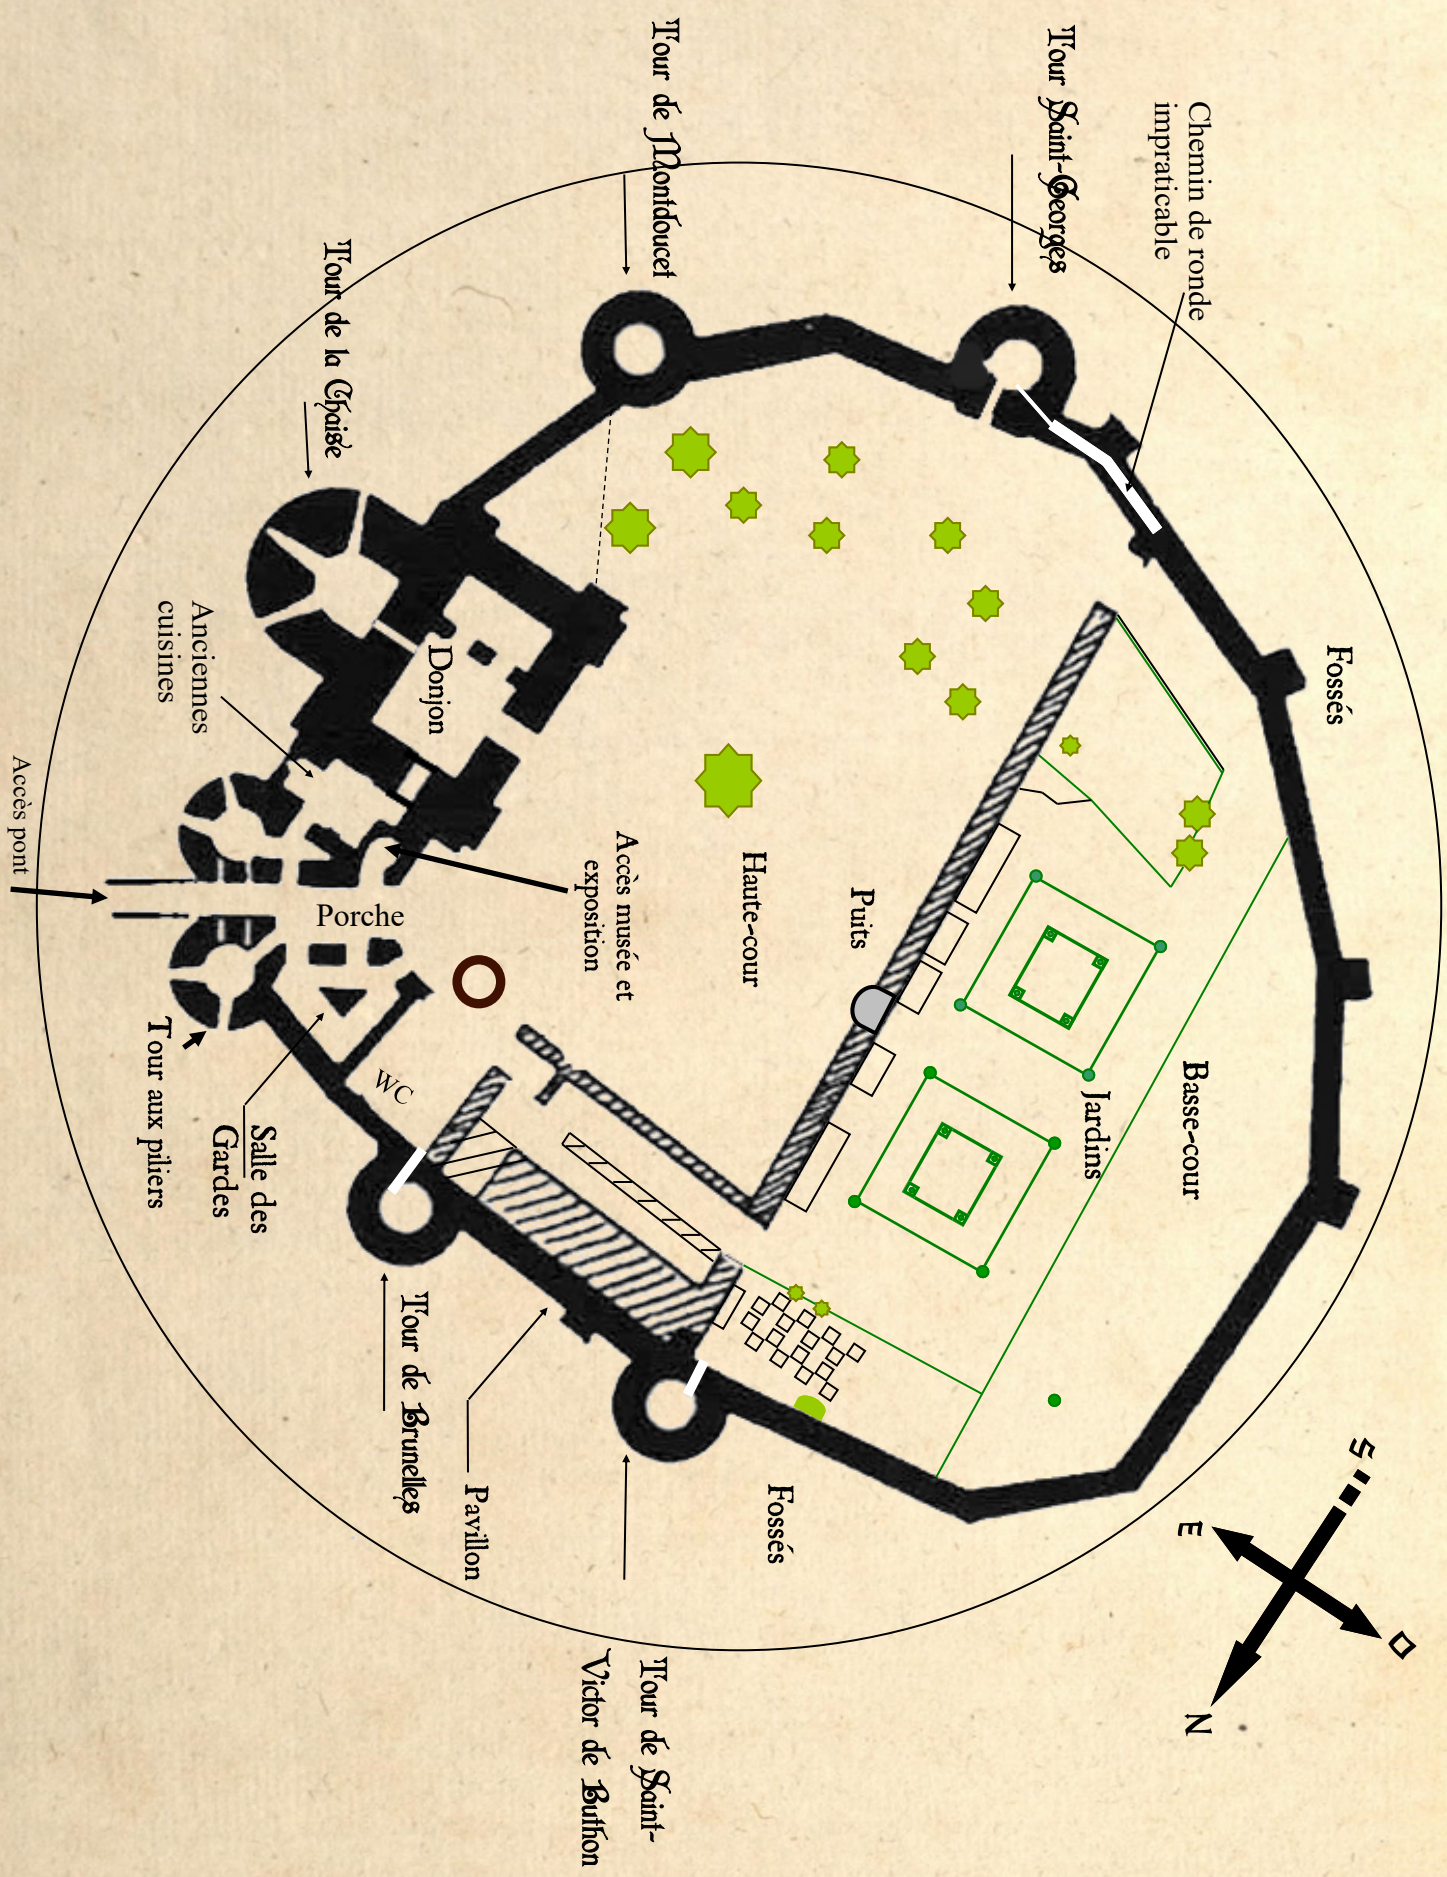 Tour de Montdoucet
Tour Saint-Georges
Chemin de ronde
impraticable
Tour de la Chaise
Fossés
Anciennes
cuisines
Donjon
Accès pont
Porche
Accès musée et
exposition
Haute-cour
Puits
Basse-cour
Jardins
Tour aux piliers
Salle des
Gardes
WC
Tour de Brunelles
Pavillon
Fossés
Tour de Saint-
Victor de Buthon
S
E
O
N